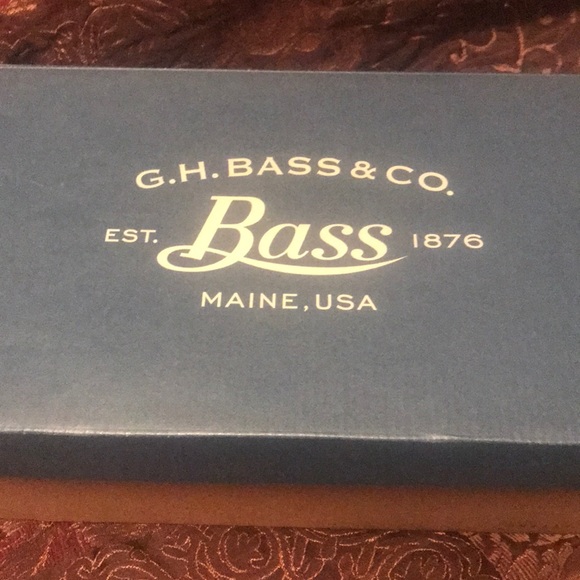 G.H. BASS & CO.
EST. Bass 1876
MAINE, USA